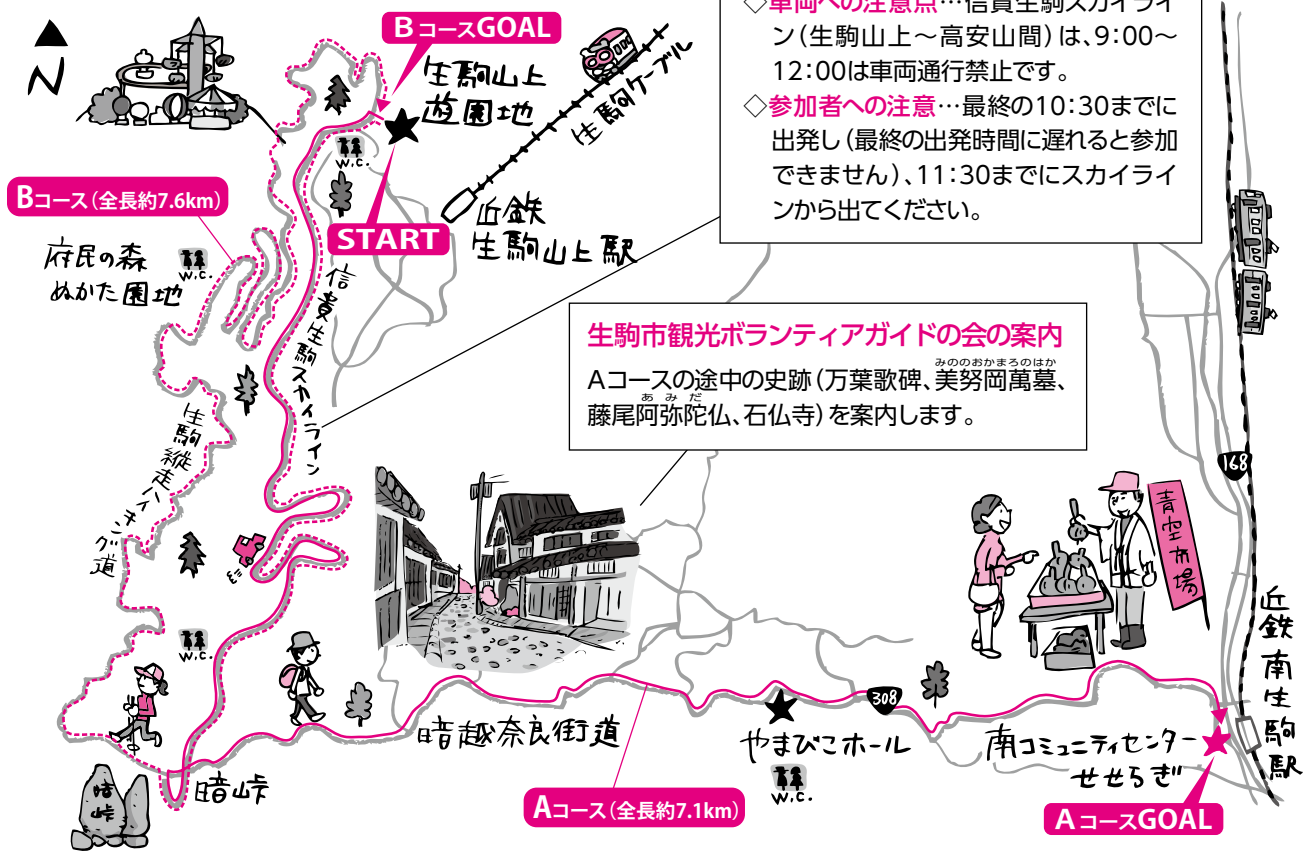 ◇車両への注意点…信貴生駒スカイライ
ン(生駒山上〜高安山間)は、9:00〜
12:00は車両通行禁止です。
◇参加者への注意…最終の10:30までに
出発し(最終の出発時間に遅れると参加
できません)、11:30までにスカイライ
ンから出てください。
N
BコースGOAL
生駒山上
遊園地
生駒ケーブル
W.C.
Bコース(全長約7.6km)
START
近鉄
生駒山上駅
府民の森
ぬかた園地
W.C.
信貴生駒スカイライン
生駒市観光ボランティアガイドの会の案内
みののおかまろのはか
Aコースの途中の史跡(万葉歌碑、美努岡萬墓、
あみだ
藤尾阿弥陀仏、石仏寺)を案内します。
生駒縦走ハイキング道
168
青空市場
W.C.
近鉄南生駒駅
308
暗越奈良街道
やまびこホール
W.C.
南コミュニティセンター
せせらぎ
暗峠
暗峠
Aコース(全長約7.1km)
AコースGOAL